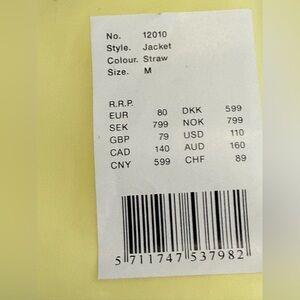 No. 12010
Style. Jacket
Colour. Straw
Size. M
R.R.P.
EUR 80 DKK 599
SEK 799 NOK 799
GBP 79 USD 110
CAD 140 AUD 160
CNY 599 CHF 89
5 711747 537982